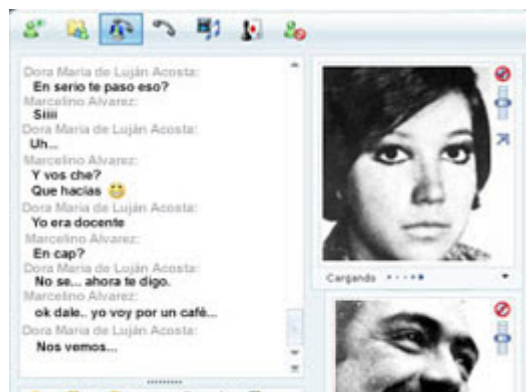 Dora Maria de Luján Acosta:
En serio te paso eso?
Marcelino Alvarez:
Siiii
Dora Maria de Luján Acosta:
Uh...
Marcelino Alvarez:
Y vos che?
Que hacias
Dora Maria de Luján Acosta:
Yo era docente
Marcelino Alvarez:
En cap?
Dora Maria de Luján Acosta:
No se... ahora te digo.
Marcelino Alvarez:
ok dale.. yo voy por un café...
Dora Maria de Luján Acosta:
Nos vemos...
Cargando